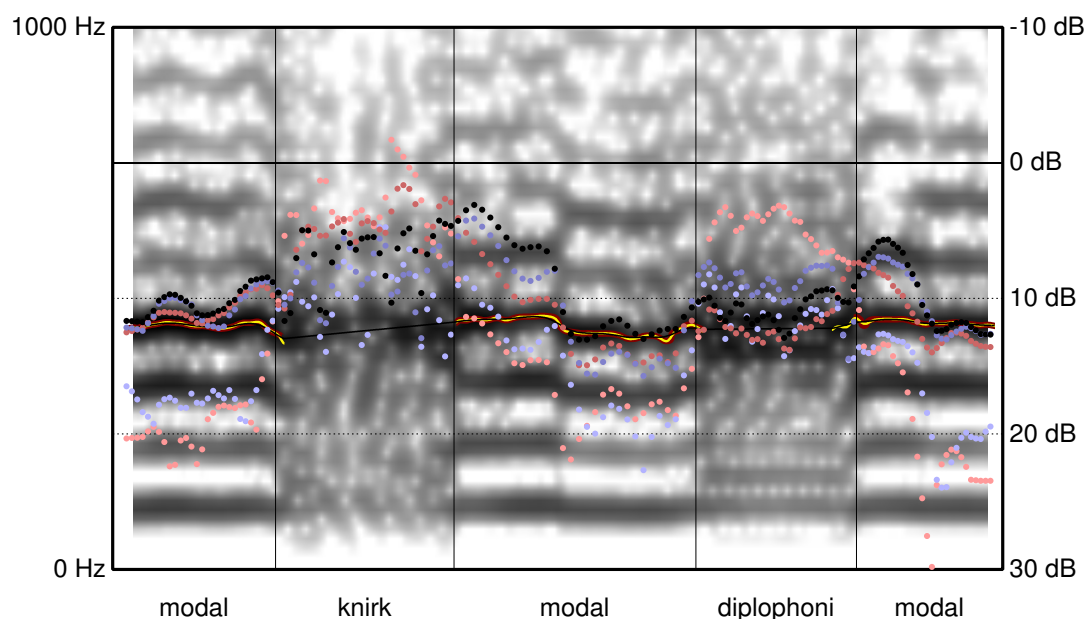 1000 Hz
-10 dB
0 dB
10 dB
20 dB
0 Hz
30 dB
modal knirk modal diplophoni modal